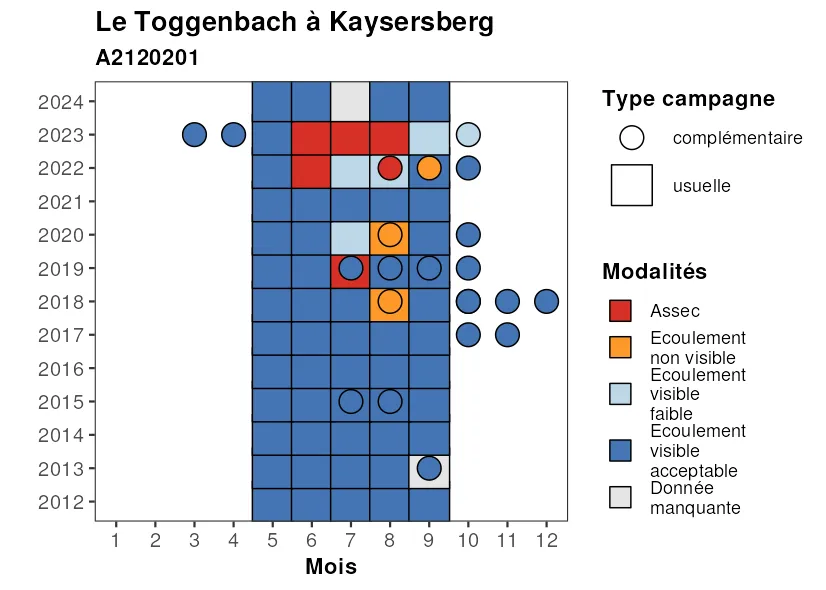 Le Toggenbach à Kaysersberg
A2120201
2024
2023
2022
2021
2020
2019
2018
2017
2016
2015
2014
2013
2012
1 2 3 4 5 6 7 8 9 10 11 12
Mois
Type campagne
complémentaire
usuelle
Modalités
Assec
Ecoulement
non visible
Ecoulement
visible
faible
Ecoulement
visible
acceptable
Donnée
manquante